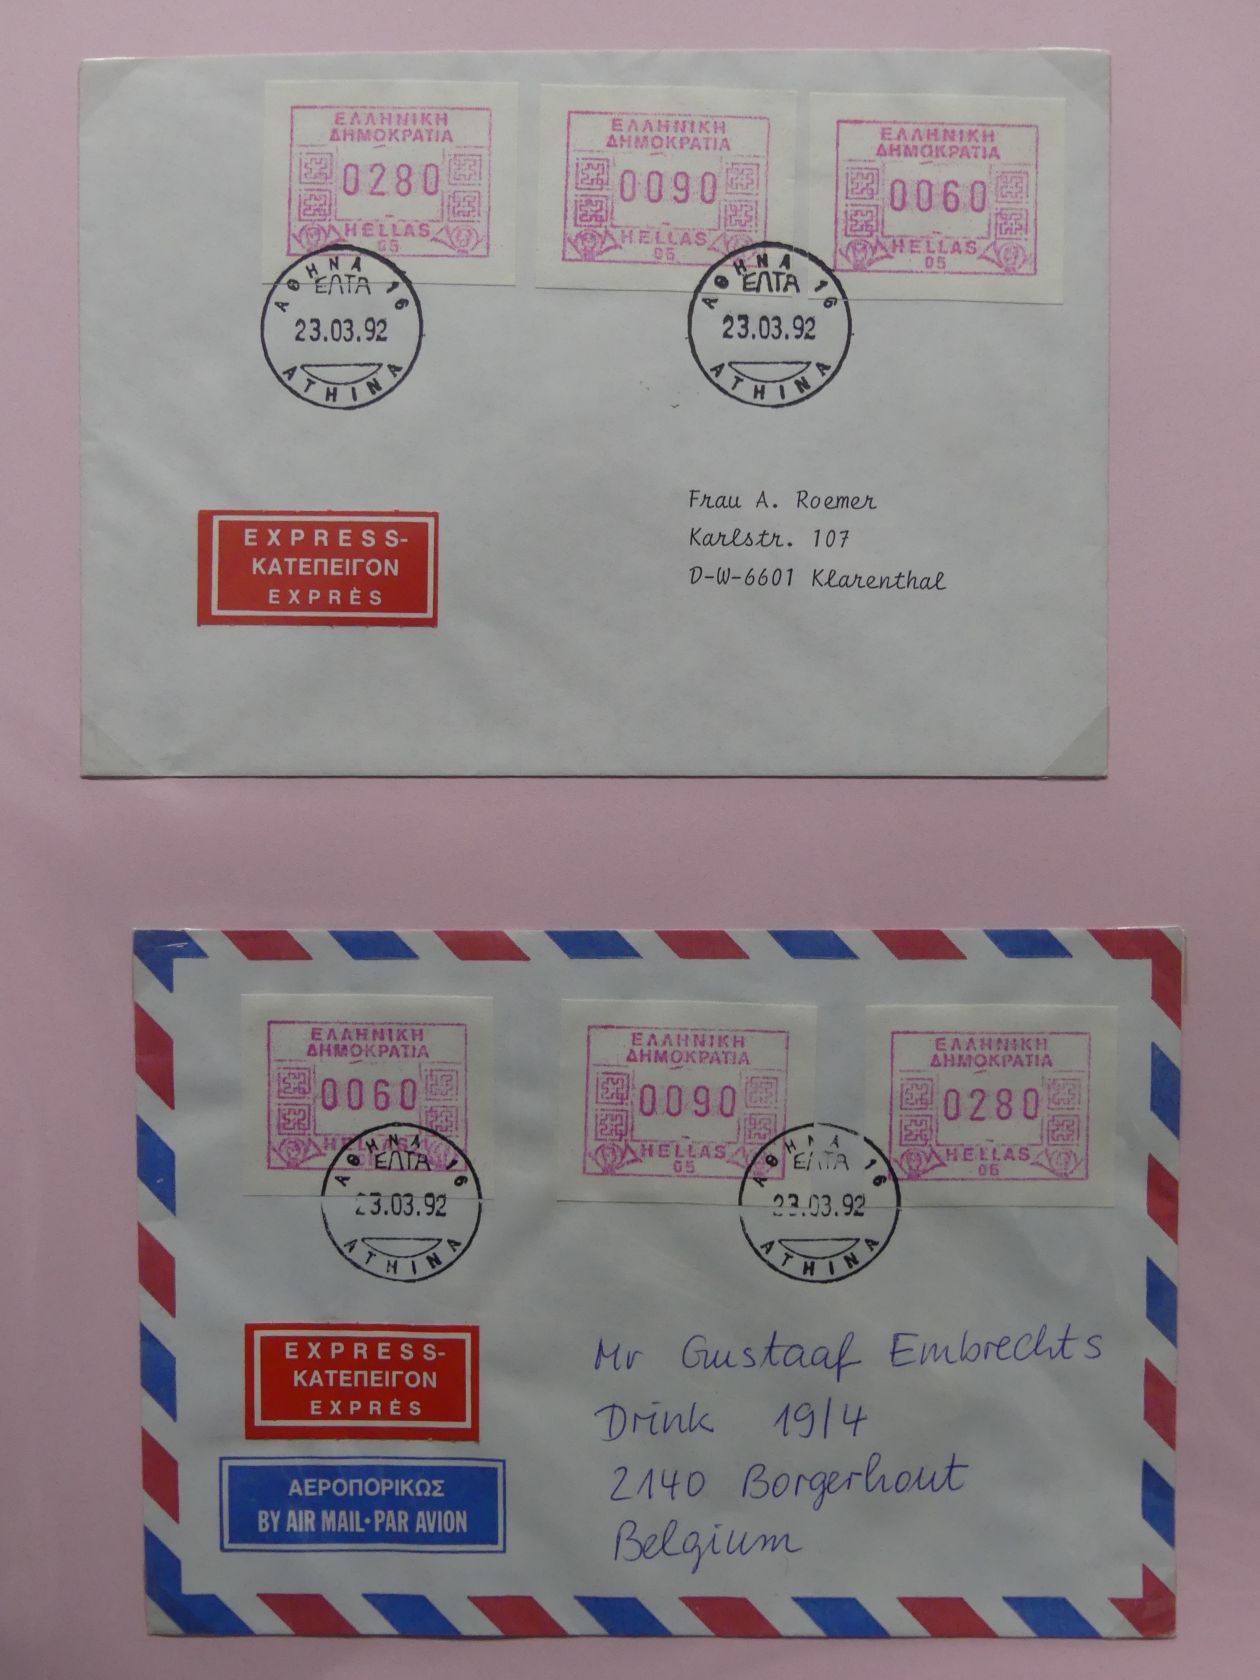 ΕΛΛΗΝΙΚΗ
ΔΗΜΟΚΡΑΤΙΑ
0280
HELLAS
05
ΕΛΛΗΝΙΚΗ
ΔΗΜΟΚΡΑΤΙΑ
0090
HELLAS
05
ΕΛΛΗΝΙΚΗ
ΔΗΜΟΚΡΑΤΙΑ
0060
HELLAS
05
ΑΘΗΝΑ 16
ΕΛΤΑ
23.03.92
ATHINA
ΑΘΗΝΑ 16
ΕΛΤΑ
23.03.92
ATHINA
Frau A. Roemer
Karlstr. 107
D-W-6601 Klarenthal
EXPRESS-
ΚΑΤΕΠΕΙΓΟΝ
EXPRÈS
ΕΛΛΗΝΙΚΗ
ΔΗΜΟΚΡΑΤΙΑ
0060
HELLAS
ΕΛΛΗΝΙΚΗ
ΔΗΜΟΚΡΑΤΙΑ
0090
HELLAS
05
ΕΛΛΗΝΙΚΗ
ΔΗΜΟΚΡΑΤΙΑ
0280
HELLAS
05
ΑΘΗΝΑ 16
ΕΛΤΑ
23.03.92
ATHINA
ΑΘΗΝΑ 16
ΕΛΤΑ
23.03.92
ATHINA
EXPRESS-
ΚΑΤΕΠΕΙΓΟΝ
EXPRÈS
ΑΕΡΟΠΟΡΙΚΩΣ
BY AIR MAIL•PAR AVION
Mr Gustaaf Embrechts
Drink 19/4
2140 Borgerhout
Belgium